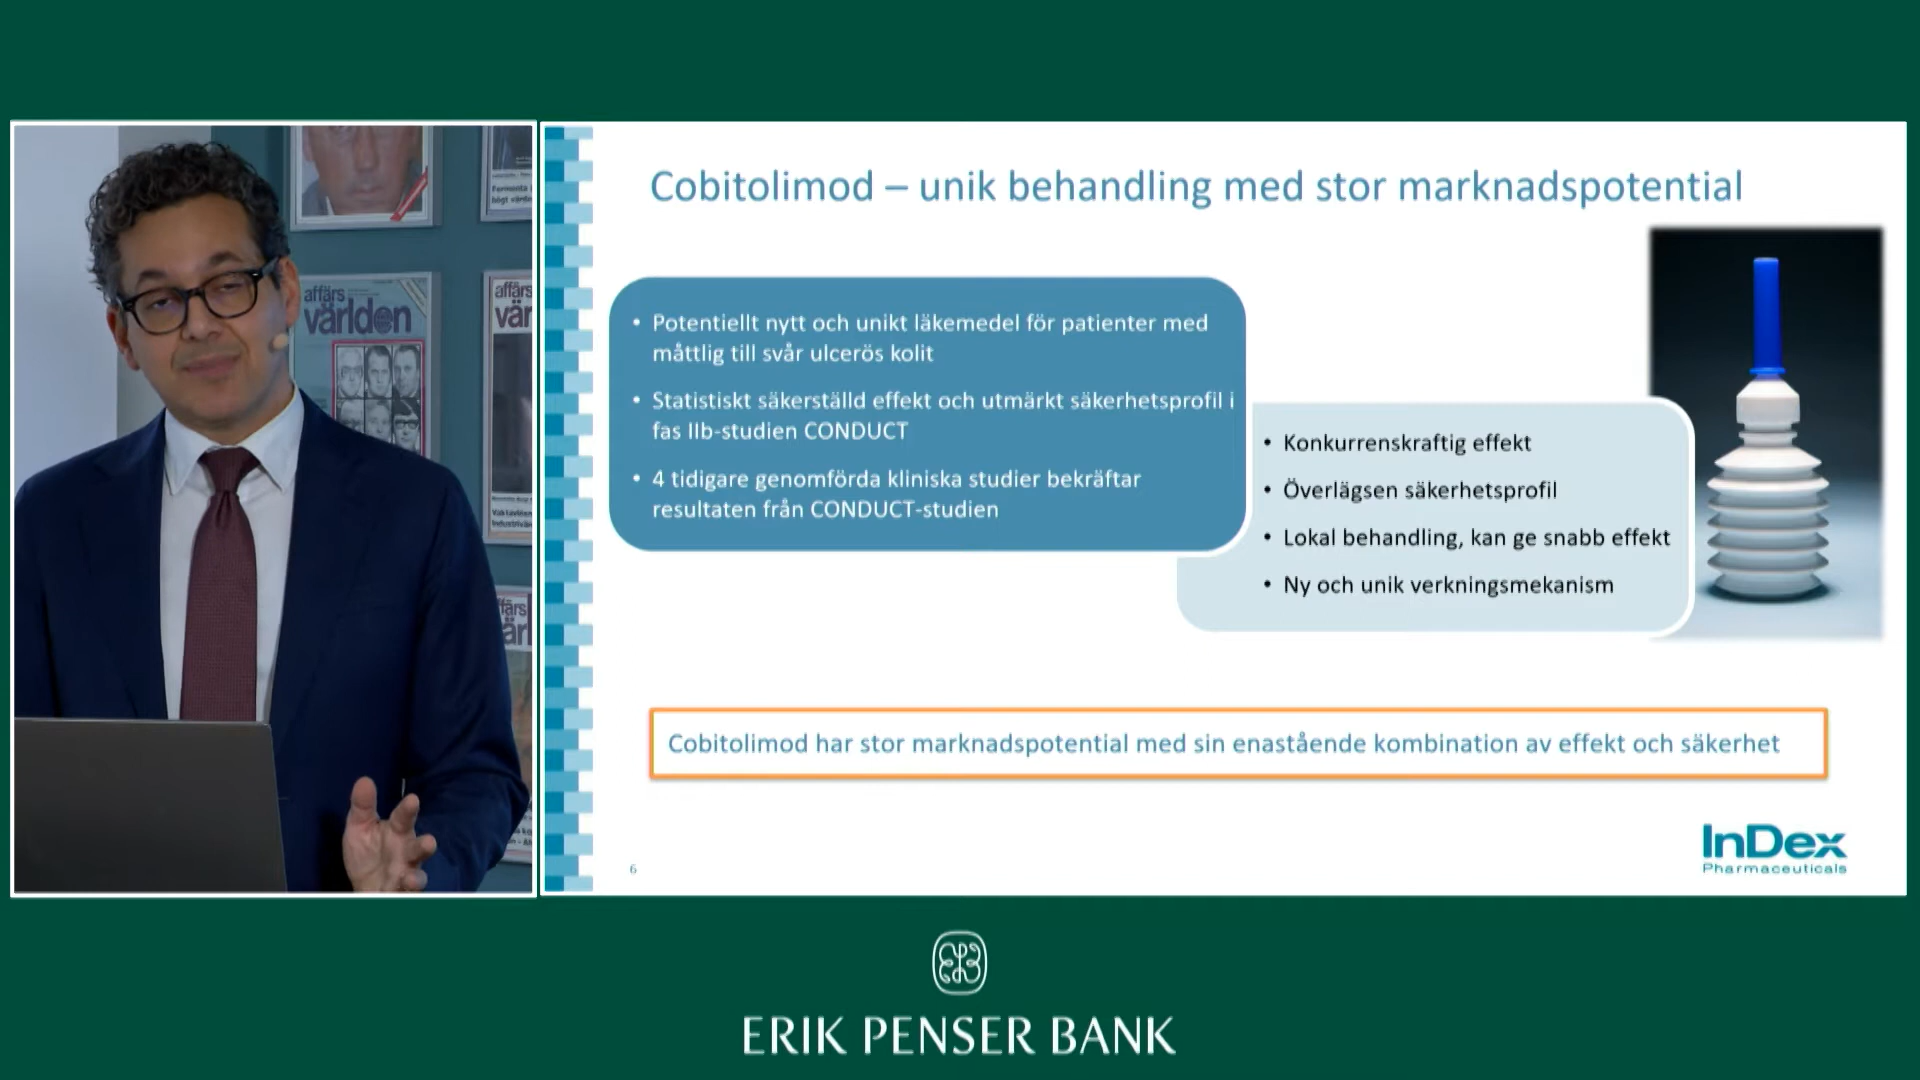 Cobitolimod – unik behandling med stor marknadspotential
• Potentiellt nytt och unikt läkemedel för patienter med
måttlig till svår ulcerös kolit
• Statistiskt säkerställd effekt och utmärkt säkerhetsprofil i
fas IIb-studien CONDUCT
• 4 tidigare genomförda kliniska studier bekräftar
resultaten från CONDUCT-studien
• Konkurrenskraftig effekt
• Överlägsen säkerhetsprofil
• Lokal behandling, kan ge snabb effekt
• Ny och unik verkningsmekanism
Cobitolimod har stor marknadspotential med sin enastående kombination av effekt och säkerhet
6
InDex
Pharmaceuticals
affärs
världen
affärs
vär
ERIK PENSER BANK